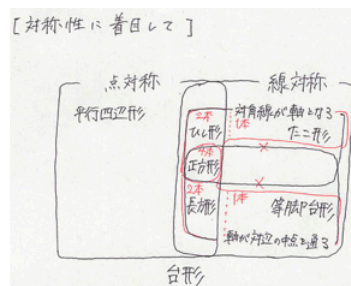 [対称性に着目して]
点対称
線対称
平行四辺形
2本
ひし形
対角線が軸となる
1本
たこ形
4本
正方形
2本
長方形
1本
等脚台形
軸が対辺の中点を通る
台形